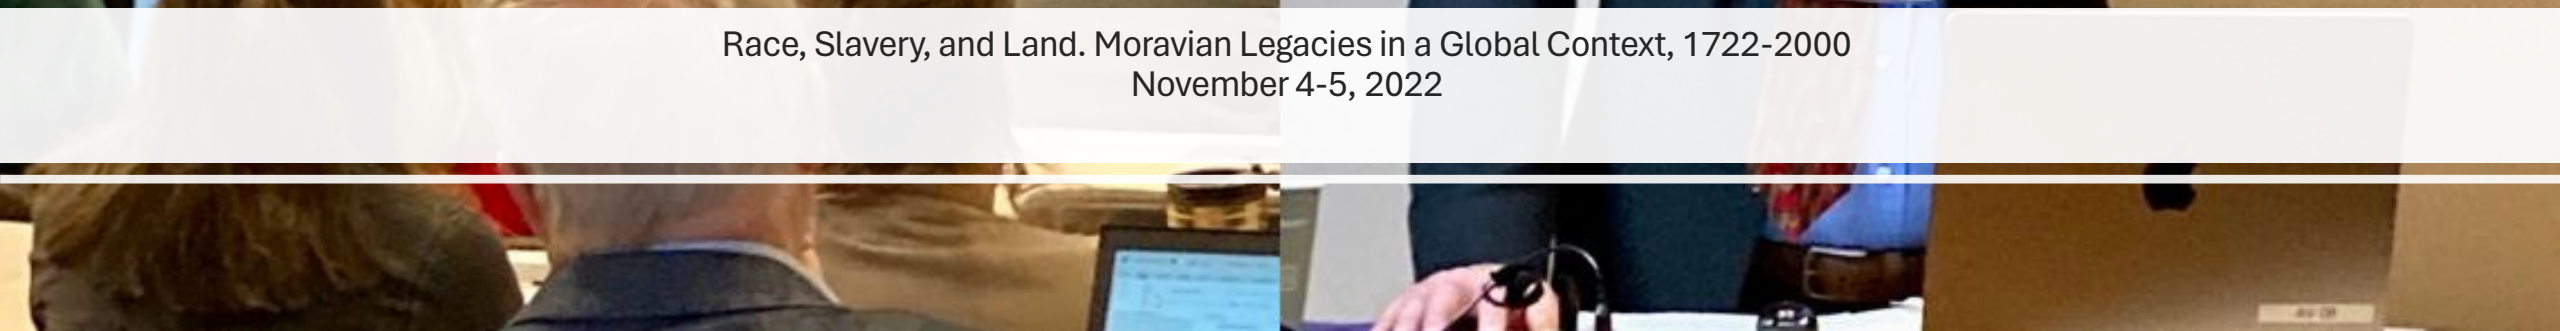 Race, Slavery, and Land. Moravian Legacies in a Global Context, 1722-2000
November 4-5, 2022